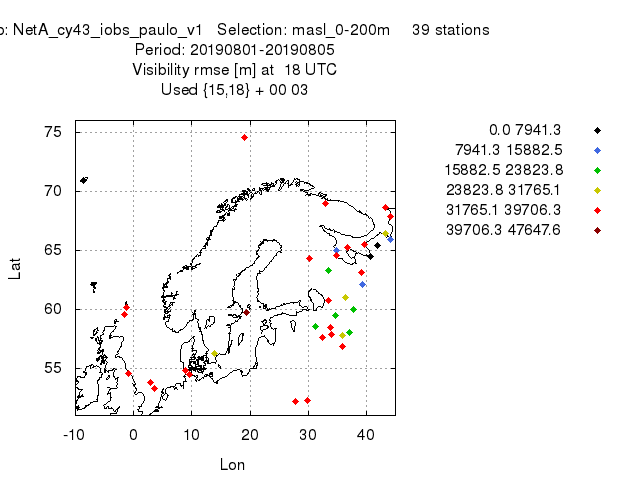 : NetA_cy43_iobs_paulo_v1 Selection: masl_0-200m 39 stations
Period: 20190801-20190805
Visibility rmse [m] at 18 UTC
Used {15,18} + 00 03
0.0 7941.3
7941.3 15882.5
15882.5 23823.8
23823.8 31765.1
31765.1 39706.3
39706.3 47647.6
75
70
65
60
55
Lat
-10 0 10 20 30 40
Lon